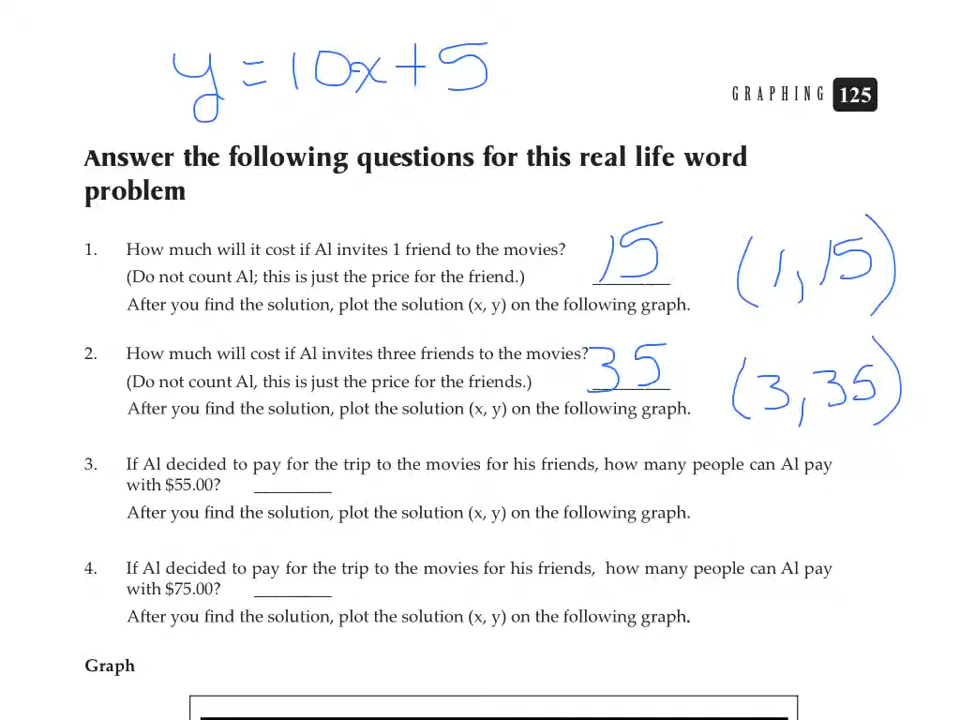 y = 10x + 5
GRAPHING 125
Answer the following questions for this real life word
problem
1. How much will it cost if Al invites 1 friend to the movies?
(Do not count Al; this is just the price for the friend.) 15 (1, 15)
After you find the solution, plot the solution (x, y) on the following graph.
2. How much will cost if Al invites three friends to the movies?
(Do not count Al, this is just the price for the friends.) 35 (3, 35)
After you find the solution, plot the solution (x, y) on the following graph.
3. If Al decided to pay for the trip to the movies for his friends, how many people can Al pay
with $55.00? ________
After you find the solution, plot the solution (x, y) on the following graph.
4. If Al decided to pay for the trip to the movies for his friends, how many people can Al pay
with $75.00? ________
After you find the solution, plot the solution (x, y) on the following graph.
Graph